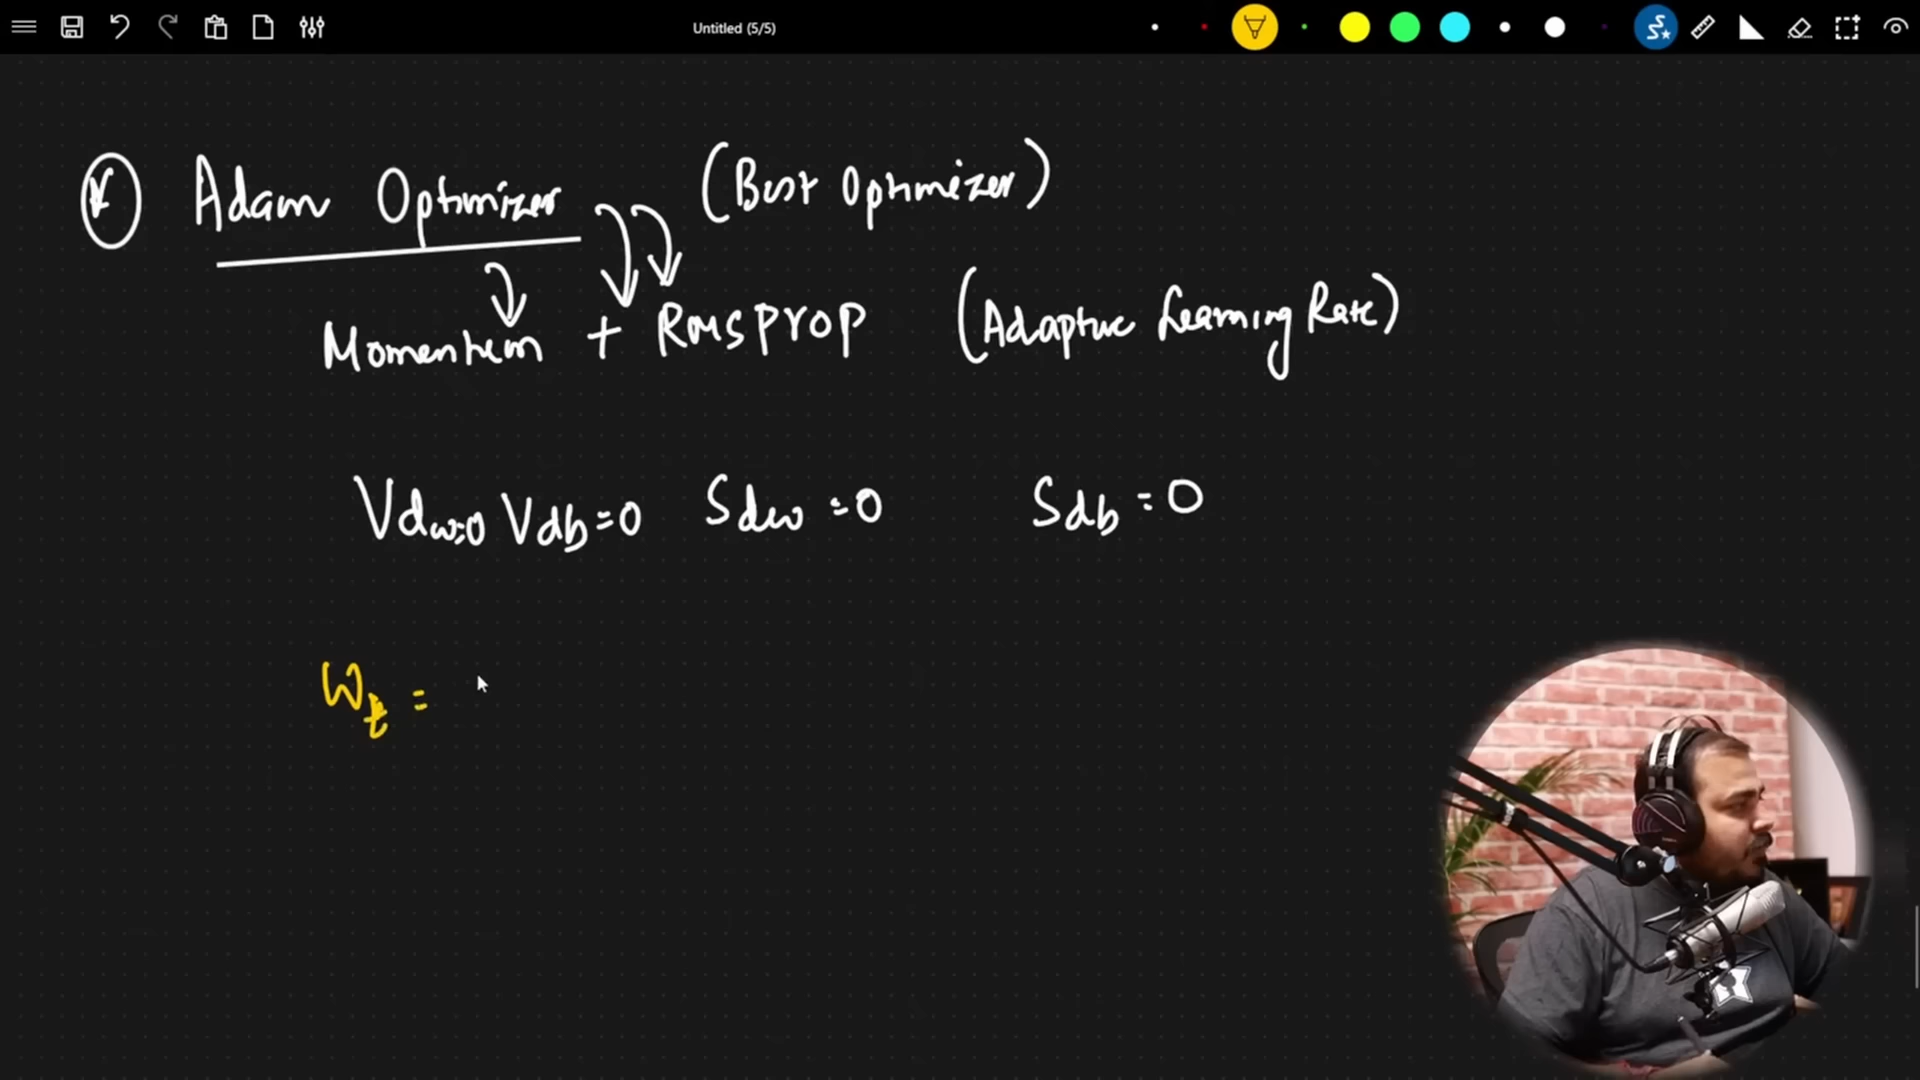 Untitled (5/5)
Adam Optimizer (Best Optimizer)
Momentum + RMSPROP (Adaptive Learning Rate)
Vdw=0 Vdb=0 Sdw=0 Sdb=0
Wt =